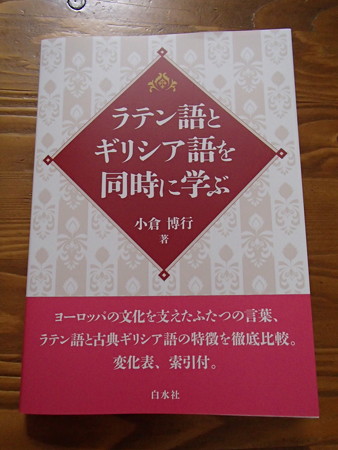 ラテン語と
ギリシア語を
同時に学ぶ
小倉 博行
著
ヨーロッパの文化を支えたふたつの言葉、
ラテン語と古典ギリシア語の特徴を徹底比較。
変化表、索引付。
白水社